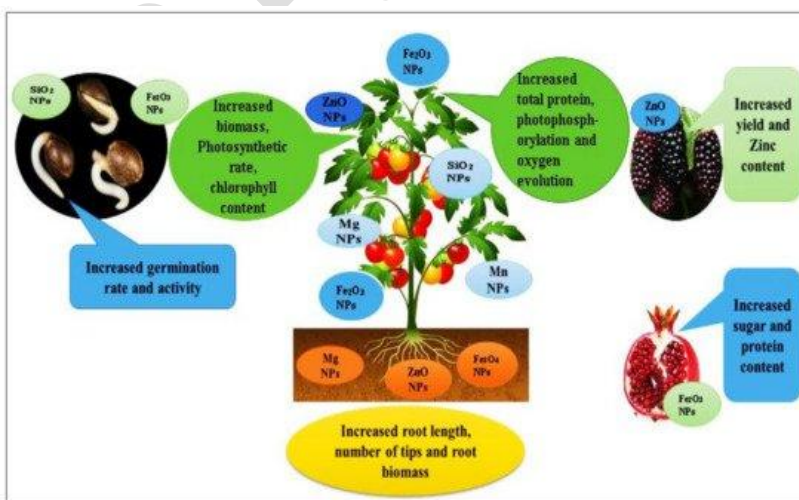 SiO₂
NPs
Fe₂O₃
NPs
Increased germination
rate and activity
Increased
biomass,
Photosynthetic
rate,
chlorophyll
content
ZnO
NPs
Fe₂O₃
NPs
Increased
total protein,
photophosph-
orylation and
oxygen
evolution
SiO₂
NPs
Mg
NPs
Mn
NPs
Fe₂O₃
NPs
Mg
NPs
ZnO
NPs
NPs
Increased root length,
number of tips and root
biomass
ZnO
NPs
Increased
yield and
Zinc
content
Increased
sugar and
protein
content
Fe₂O₃
NPs